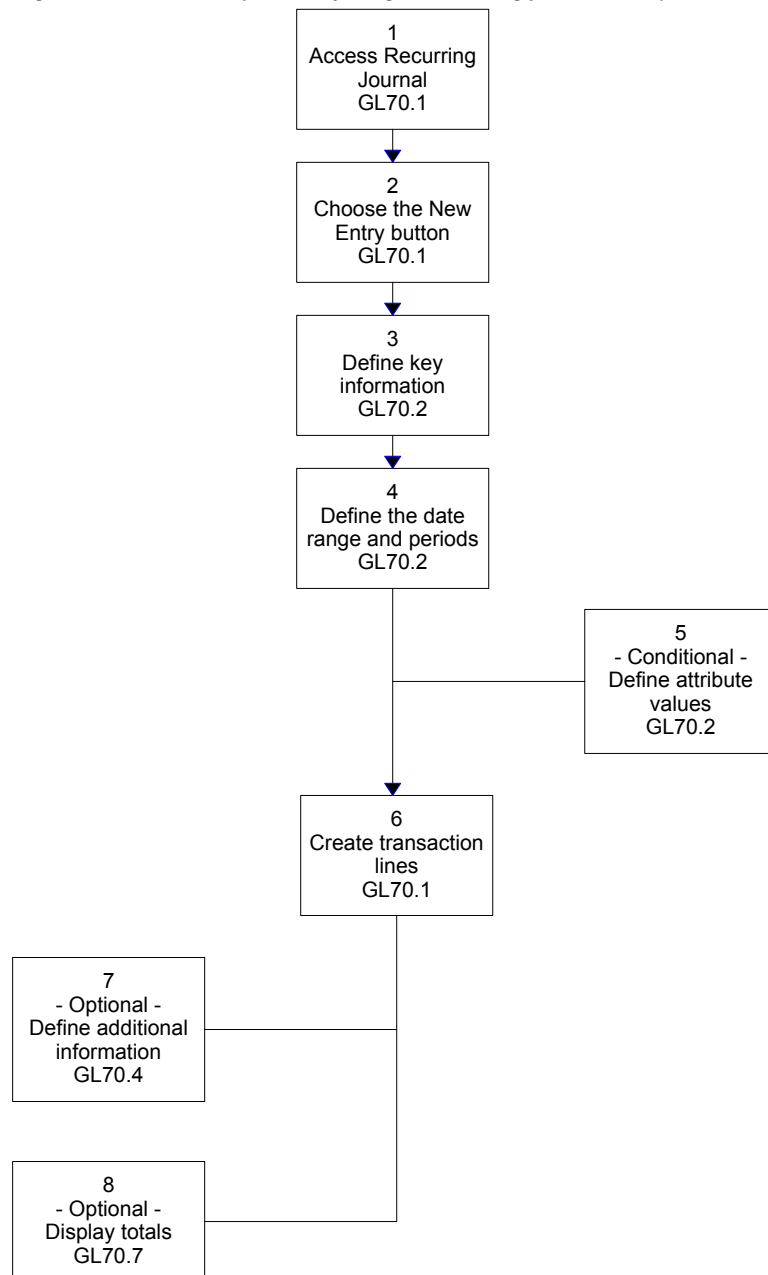 1
Access Recurring
Journal
GL70.1
2
Choose the New
Entry button
GL70.1
3
Define key
information
GL70.2
4
Define the date
range and periods
GL70.2
5
- Conditional -
Define attribute
values
GL70.2
6
Create transaction
lines
GL70.1
7
- Optional -
Define additional
information
GL70.4
8
- Optional -
Display totals
GL70.7